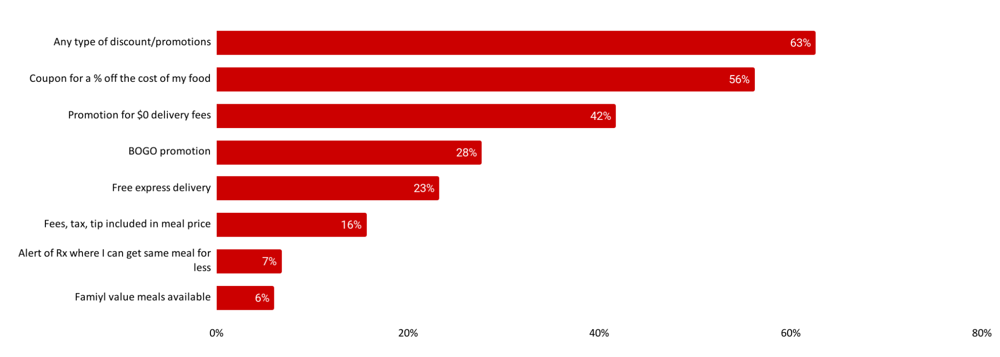 Any type of discount/promotions
63%
Coupon for a % off the cost of my food
56%
Promotion for $0 delivery fees
42%
BOGO promotion
28%
Free express delivery
23%
Fees, tax, tip included in meal price
16%
Alert of Rx where I can get same meal for
less
7%
Famiyl value meals available
6%
0%
20%
40%
60%
80%